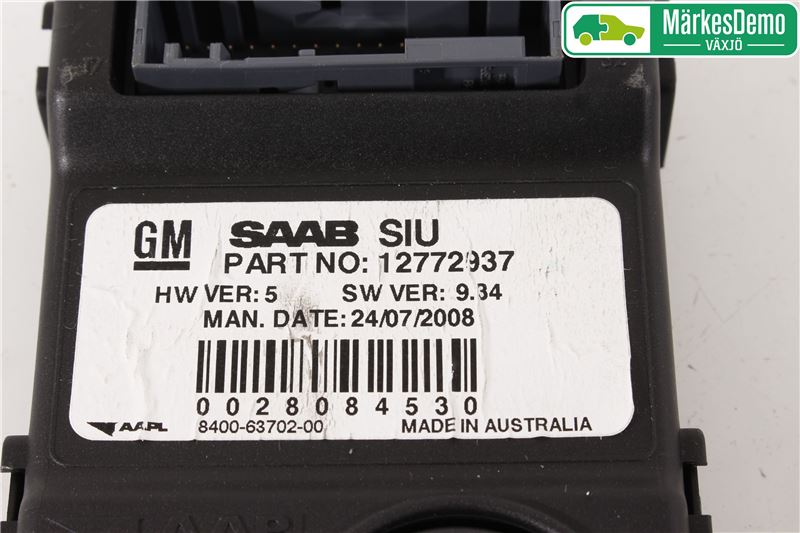 MärkesDemo
VÄXJÖ
GM SAAB SIU
PART NO: 12772937
HW VER: 5 SW VER: 9.34
MAN. DATE: 24/07/2008
0028084530
AAPL 8400-63702-00 MADE IN AUSTRALIA